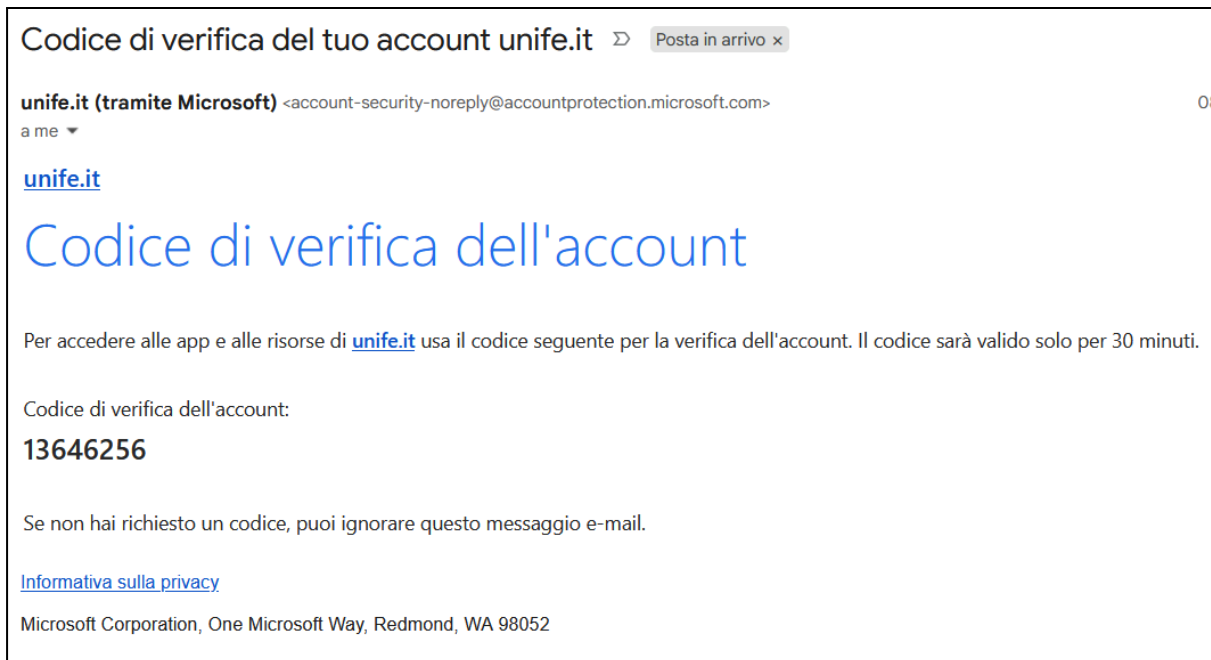 Codice di verifica del tuo account unife.it Posta in arrivo ×
unife.it (tramite Microsoft) <account-security-noreply@accountprotection.microsoft.com>
a me
unife.it
Codice di verifica dell'account
Per accedere alle app e alle risorse di unife.it usa il codice seguente per la verifica dell'account. Il codice sarà valido solo per 30 minuti.
Codice di verifica dell'account:
13646256
Se non hai richiesto un codice, puoi ignorare questo messaggio e-mail.
Informativa sulla privacy
Microsoft Corporation, One Microsoft Way, Redmond, WA 98052